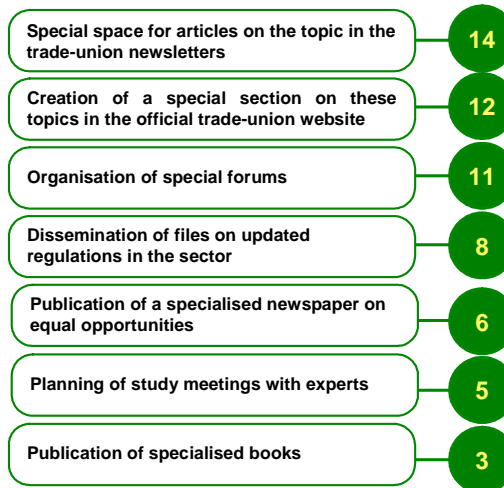 Special space for articles on the topic in the
trade-union newsletters
14
Creation of a special section on these
topics in the official trade-union website
12
Organisation of special forums
11
Dissemination of files on updated
regulations in the sector
8
Publication of a specialised newspaper on
equal opportunities
6
Planning of study meetings with experts
5
Publication of specialised books
3